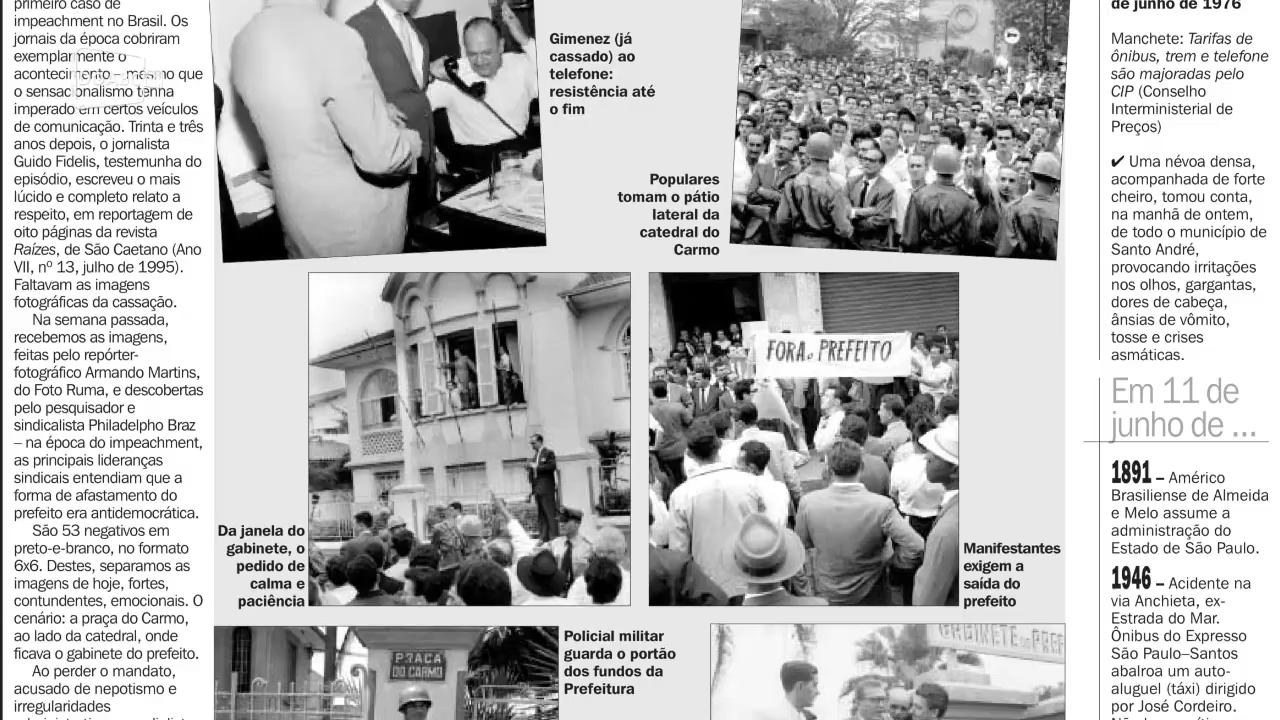 primeiro caso de
impeachment no Brasil. Os
jornais da época cobriram
exemplarmente o
acontecimento – mesmo que
o sensacionalismo tenha
imperado em certos veículos
de comunicação. Trinta e três
anos depois, o jornalista
Guido Fidelis, testemunha do
episódio, escreveu o mais
lúcido e completo relato a
respeito, em reportagem de
oito páginas da revista
Raízes, de São Caetano (Ano
VII, nº 13, julho de 1995).
Faltavam as imagens
fotográficas da cassação.
Na semana passada,
recebemos as imagens,
feitas pelo repórter-
fotográfico Armando Martins,
do Foto Ruma, e descobertas
pelo pesquisador e
sindicalista Philadelpho Braz
– na época do impeachment,
as principais lideranças
sindicais entendiam que a
forma de afastamento do
prefeito era antidemocrática.
São 53 negativos em
preto-e-branco, no formato
6x6. Destes, separamos as
imagens de hoje, fortes,
contundentes, emocionais. O
cenário: a praça do Carmo,
ao lado da catedral, onde
ficava o gabinete do prefeito.
Ao perder o mandato,
acusado de nepotismo e
irregularidades
Gimenez (já
cassado) ao
telefone:
resistência até
o fim
Populares
tomam o pátio
lateral da
catedral do
Carmo
FORA o PREFEITO
Da janela do
gabinete, o
pedido de
calma e
paciência
Manifestantes
exigem a
saída do
prefeito
PRAÇA
DO CARMO
Policial militar
guarda o portão
dos fundos da
Prefeitura
GABINETE DO PREF
de junho de 1976
Manchete: Tarifas de
ônibus, trem e telefone
são majoradas pelo
CIP (Conselho
Interministerial de
Preços)
✔ Uma névoa densa,
acompanhada de forte
cheiro, tomou conta,
na manhã de ontem,
de todo o município de
Santo André,
provocando irritações
nos olhos, gargantas,
dores de cabeça,
ânsias de vômito,
tosse e crises
asmáticas.
Em 11 de
junho de ...
1891 – Américo
Brasiliense de Almeida
e Melo assume a
administração do
Estado de São Paulo.
1946 – Acidente na
via Anchieta, ex-
Estrada do Mar.
Ônibus do Expresso
São Paulo–Santos
abalroa um auto-
aluguel (táxi) dirigido
por José Cordeiro.